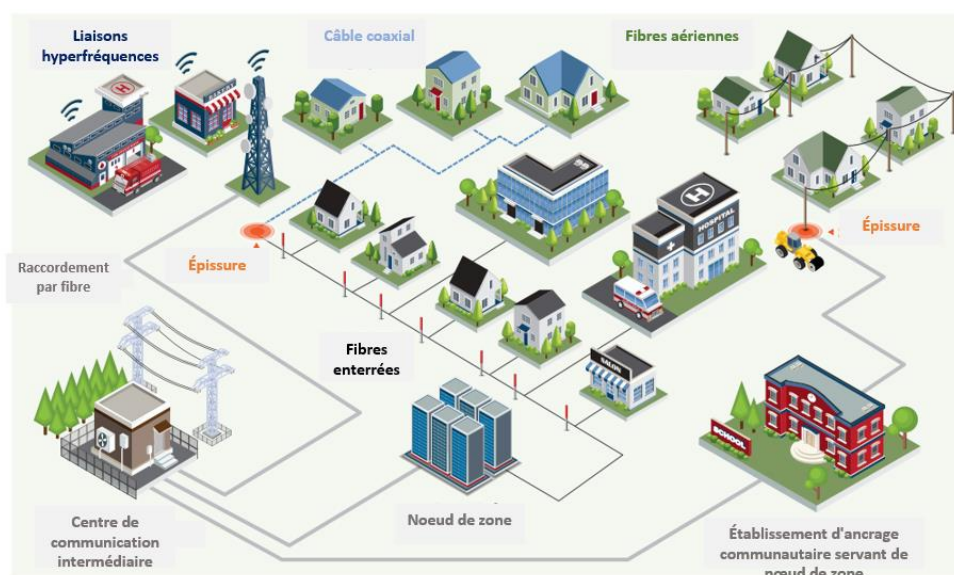 Liaisons
hyperfréquences
Câble coaxial
Fibres aériennes
H
HOSPITAL
H
Épissure
Épissure
Raccordement
par fibre
Fibres
enterrées
SALON
SCHOOL
Centre de
communication
intermédiaire
Noeud de zone
Établissement d'ancrage
communautaire servant de
nœud de zone